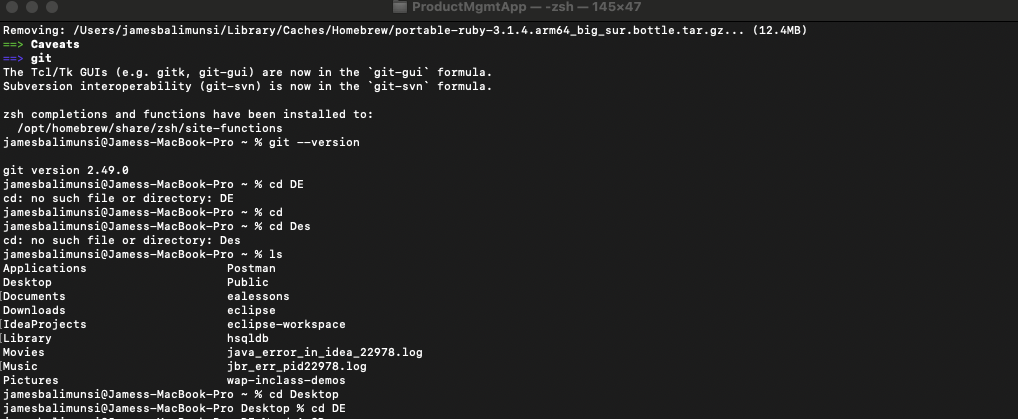 ProductMgmtApp — -zsh — 145×47
Removing: /Users/jamesbalimunsi/Library/Caches/Homebrew/portable-ruby-3.1.4.arm64_big_sur.bottle.tar.gz... (12.4MB)
==> Caveats
==> git
The Tcl/Tk GUIs (e.g. gitk, git-gui) are now in the `git-gui` formula.
Subversion interoperability (git-svn) is now in the `git-svn` formula.
zsh completions and functions have been installed to:
/opt/homebrew/share/zsh/site-functions
jamesbalimunsi@Jamess-MacBook-Pro ~ % git --version
git version 2.49.0
jamesbalimunsi@Jamess-MacBook-Pro ~ % cd DE
cd: no such file or directory: DE
jamesbalimunsi@Jamess-MacBook-Pro ~ % cd
jamesbalimunsi@Jamess-MacBook-Pro ~ % cd Des
cd: no such file or directory: Des
jamesbalimunsi@Jamess-MacBook-Pro ~ % ls
Applications Postman
Desktop Public
Documents ealessons
Downloads eclipse
IdeaProjects eclipse-workspace
Library hsqldb
Movies java_error_in_idea_22978.log
Music jbr_err_pid22978.log
Pictures wap-inclass-demos
jamesbalimunsi@Jamess-MacBook-Pro ~ % cd Desktop
jamesbalimunsi@Jamess-MacBook-Pro Desktop % cd DE